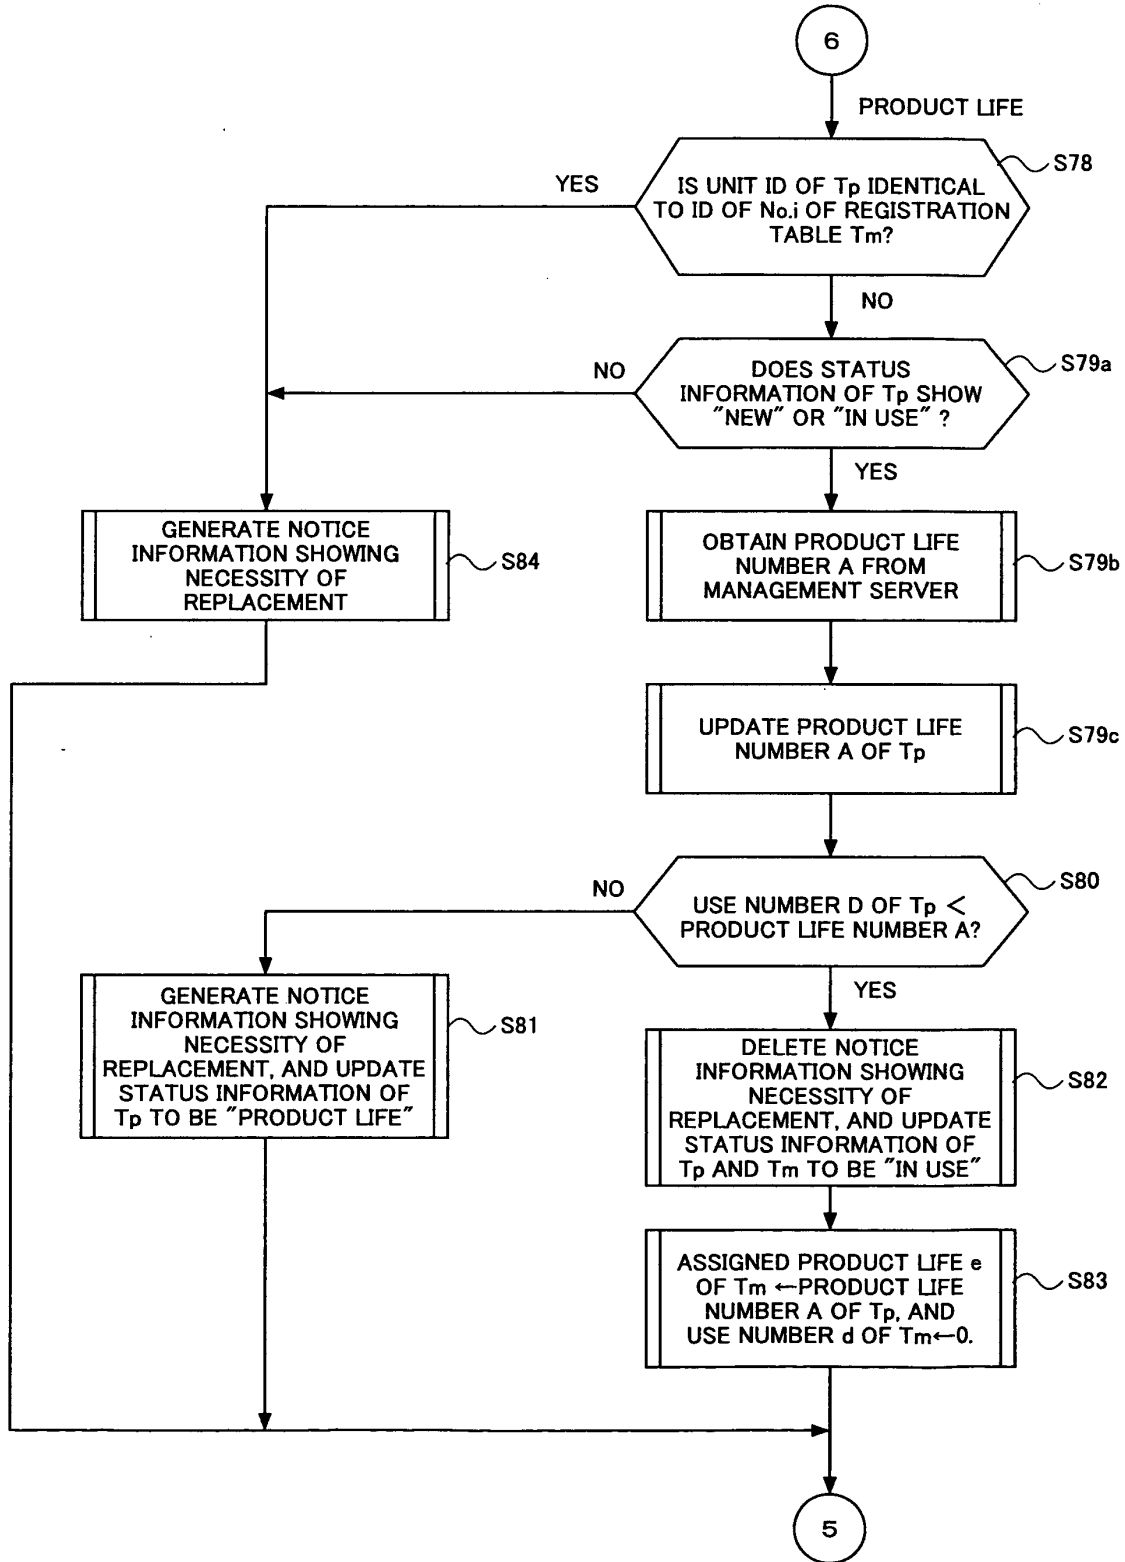 6
PRODUCT LIFE
S78
YES
IS UNIT ID OF Tp IDENTICAL
TO ID OF No.i OF REGISTRATION
TABLE Tm?
NO
S79a
NO
DOES STATUS
INFORMATION OF Tp SHOW
"NEW" OR "IN USE" ?
YES
GENERATE NOTICE
INFORMATION SHOWING
NECESSITY OF
REPLACEMENT
S84
OBTAIN PRODUCT LIFE
NUMBER A FROM
MANAGEMENT SERVER
S79b
UPDATE PRODUCT LIFE
NUMBER A OF Tp
S79c
S80
NO
USE NUMBER D OF Tp <
PRODUCT LIFE NUMBER A?
YES
GENERATE NOTICE
INFORMATION SHOWING
NECESSITY OF
REPLACEMENT, AND UPDATE
STATUS INFORMATION OF
Tp TO BE "PRODUCT LIFE"
S81
DELETE NOTICE
INFORMATION SHOWING
NECESSITY OF
REPLACEMENT, AND UPDATE
STATUS INFORMATION OF
Tp AND Tm TO BE "IN USE"
S82
ASSIGNED PRODUCT LIFE e
OF Tm ←PRODUCT LIFE
NUMBER A OF Tp, AND
USE NUMBER d OF Tm←0.
S83
5